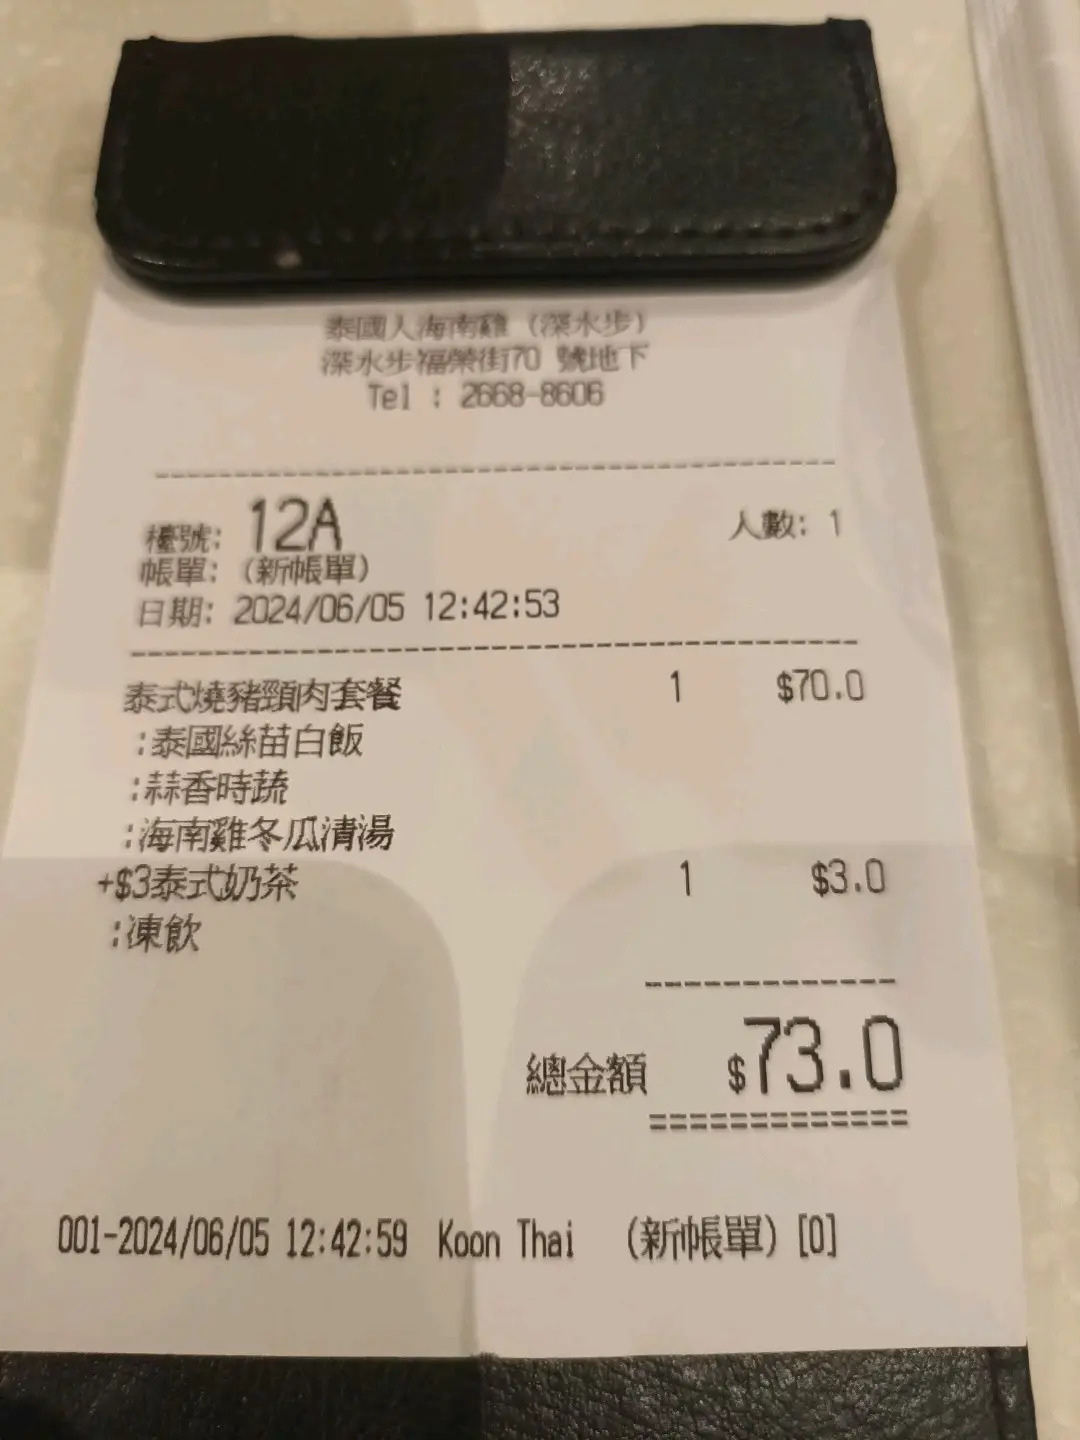 泰國人海南雞 (深水步)
深水步福榮街70 號地下
Tel : 2668-8606
檯號: 12A 人數: 1
帳單: (新帳單)
日期: 2024/06/05 12:42:53
泰式燒豬頸肉套餐 1 $70.0
:泰國絲苗白飯
:蒜香時蔬
:海南雞冬瓜清湯
+$3泰式奶茶 1 $3.0
:凍飲
總金額 $73.0
001-2024/06/05 12:42:59 Koon Thai (新帳單) [0]